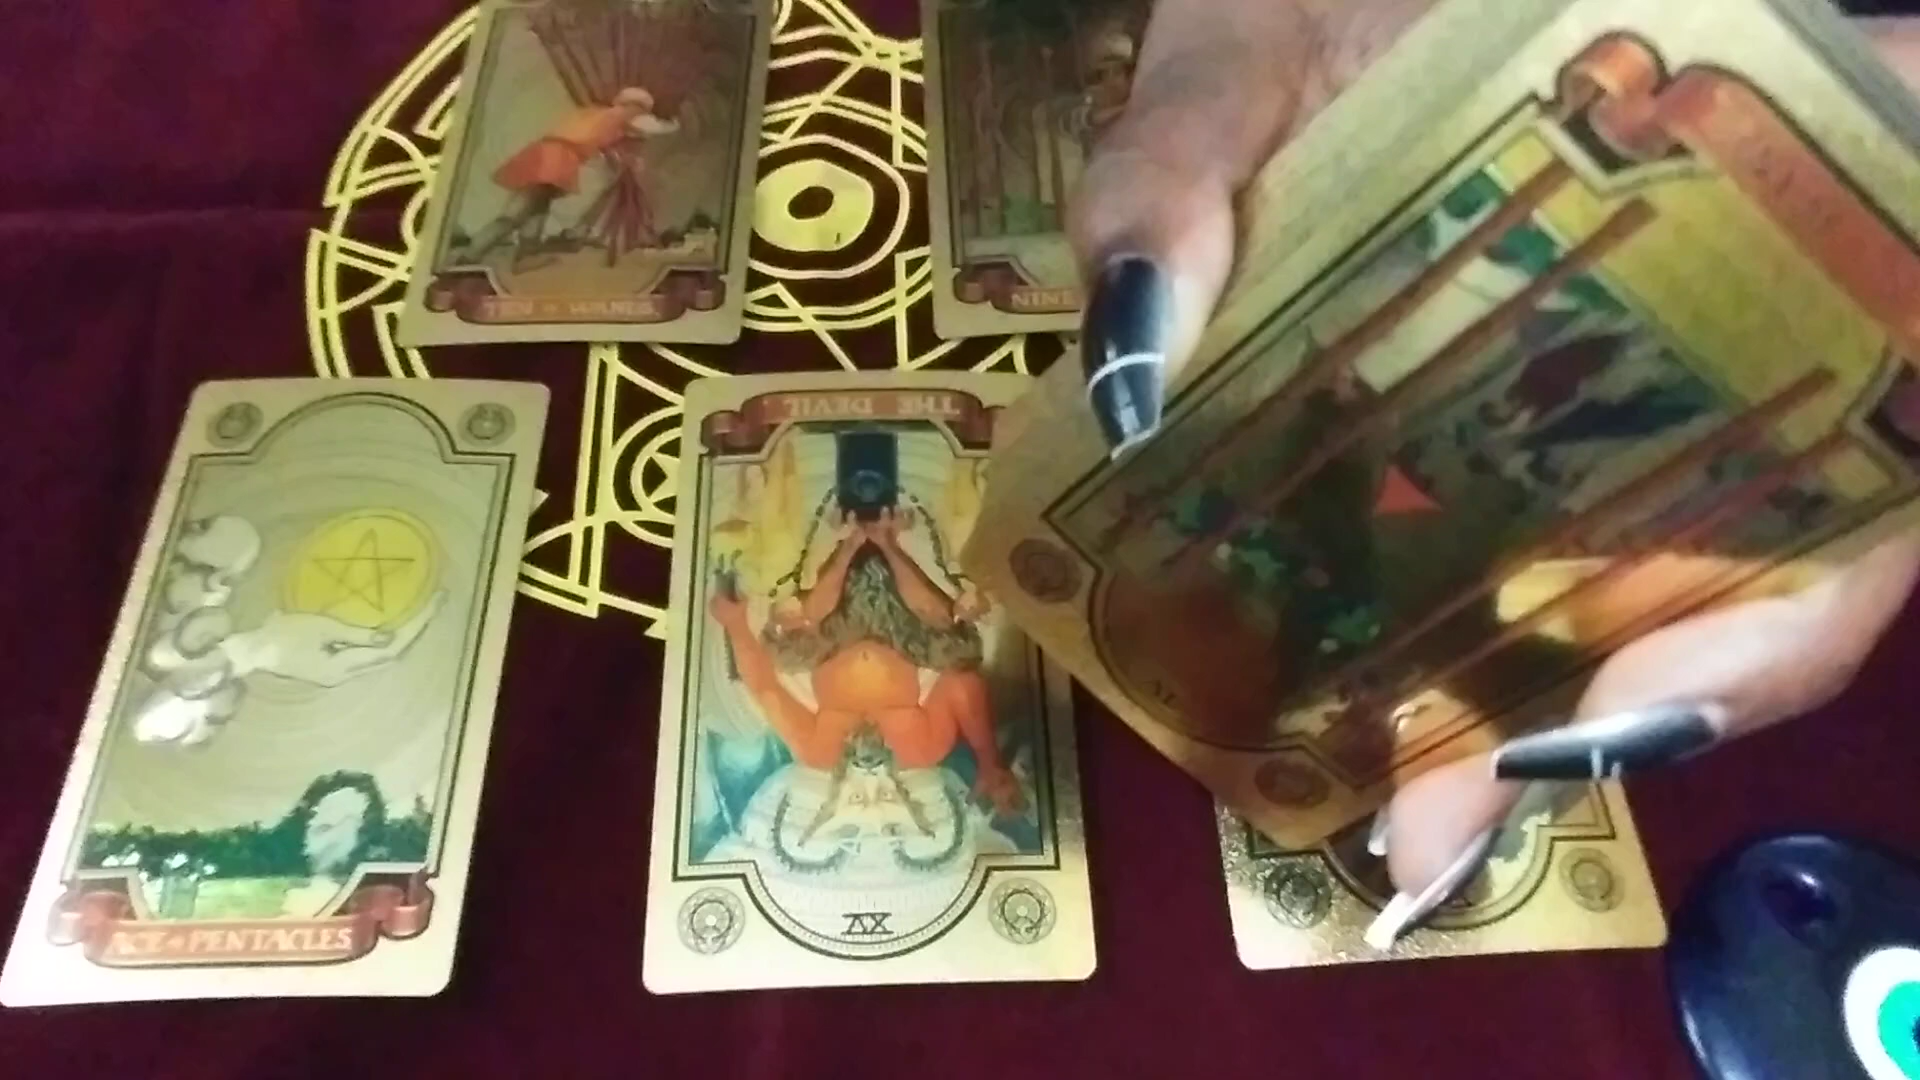 TEN OF WANDS
NINE
THE DEVIL
XV
ACE OF PENTACLES